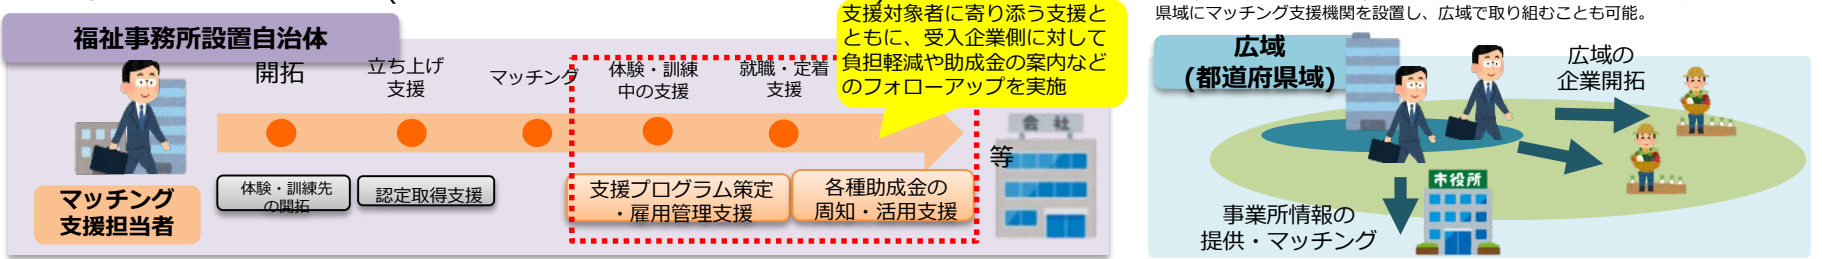 福祉事務所設置自治体
開拓
立ち上げ
支援
マッチング
体験・訓練
中の支援
就職・定着
支援
支援対象者に寄り添う支援と
ともに、受入企業側に対して
負担軽減や助成金の案内など
のフォローアップを実施
会 社
等
マッチング
支援担当者
体験・訓練先
の開拓
認定取得支援
支援プログラム策定
・雇用管理支援
各種助成金の
周知・活用支援
県域にマッチング支援機関を設置し、広域で取り組むことも可能。
広域
(都道府県域)
広域の
企業開拓
市役所
事業所情報の
提供・マッチング